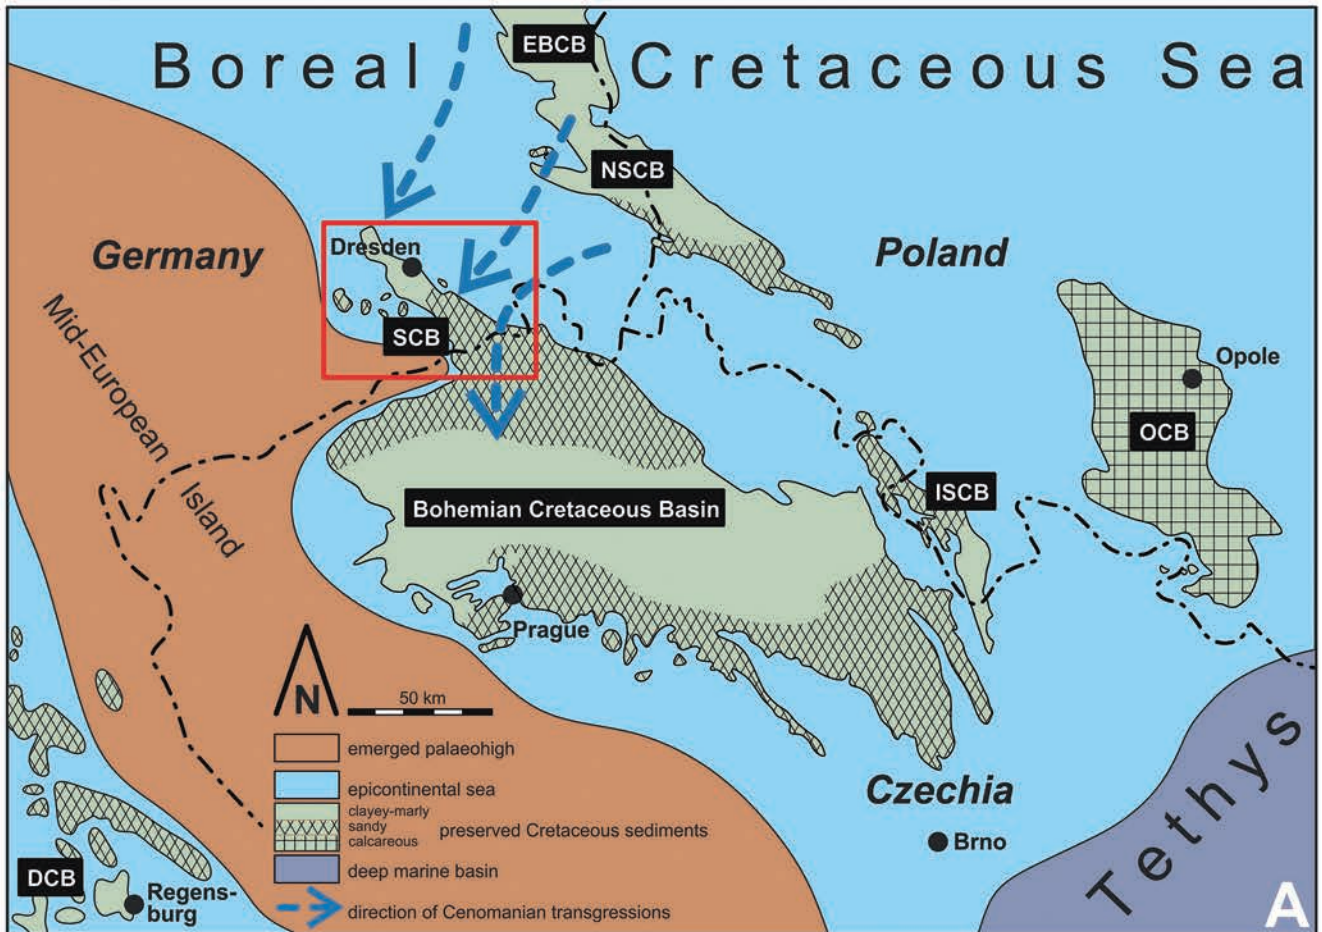 Boreal Cretaceous Sea
EBCB
NSCB
Dresden
Germany
Poland
SCB
Opole
OCB
Mid-European
Island
ISCB
Bohemian Cretaceous Basin
Prague
N
50 km
emerged palaeohigh
epicontinental sea
clayey-marly
sandy
calcareous
preserved Cretaceous sediments
deep marine basin
direction of Cenomanian transgressions
Czechia
Brno
Tethys
DCB
Regens-
burg
A